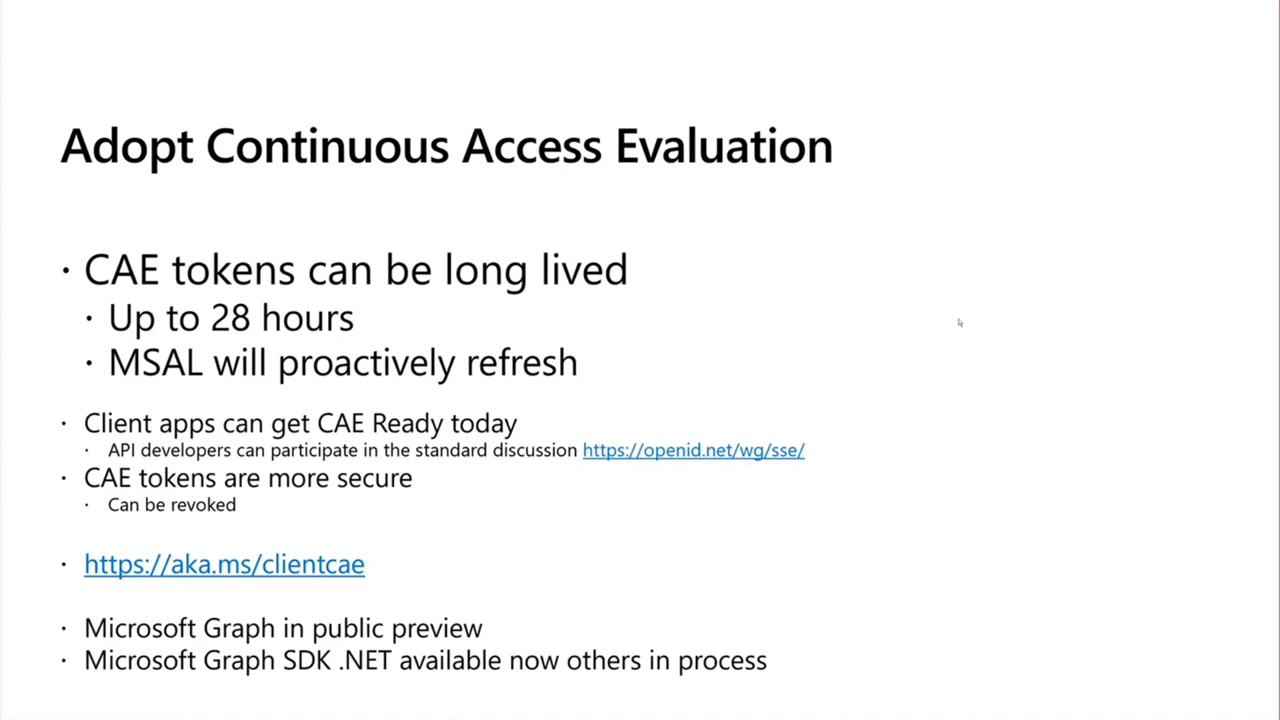 Adopt Continuous Access Evaluation
· CAE tokens can be long lived
· Up to 28 hours
· MSAL will proactively refresh
· Client apps can get CAE Ready today
· API developers can participate in the standard discussion https://openid.net/wg/sse/
· CAE tokens are more secure
· Can be revoked
· https://aka.ms/clientcae
· Microsoft Graph in public preview
· Microsoft Graph SDK .NET available now others in process